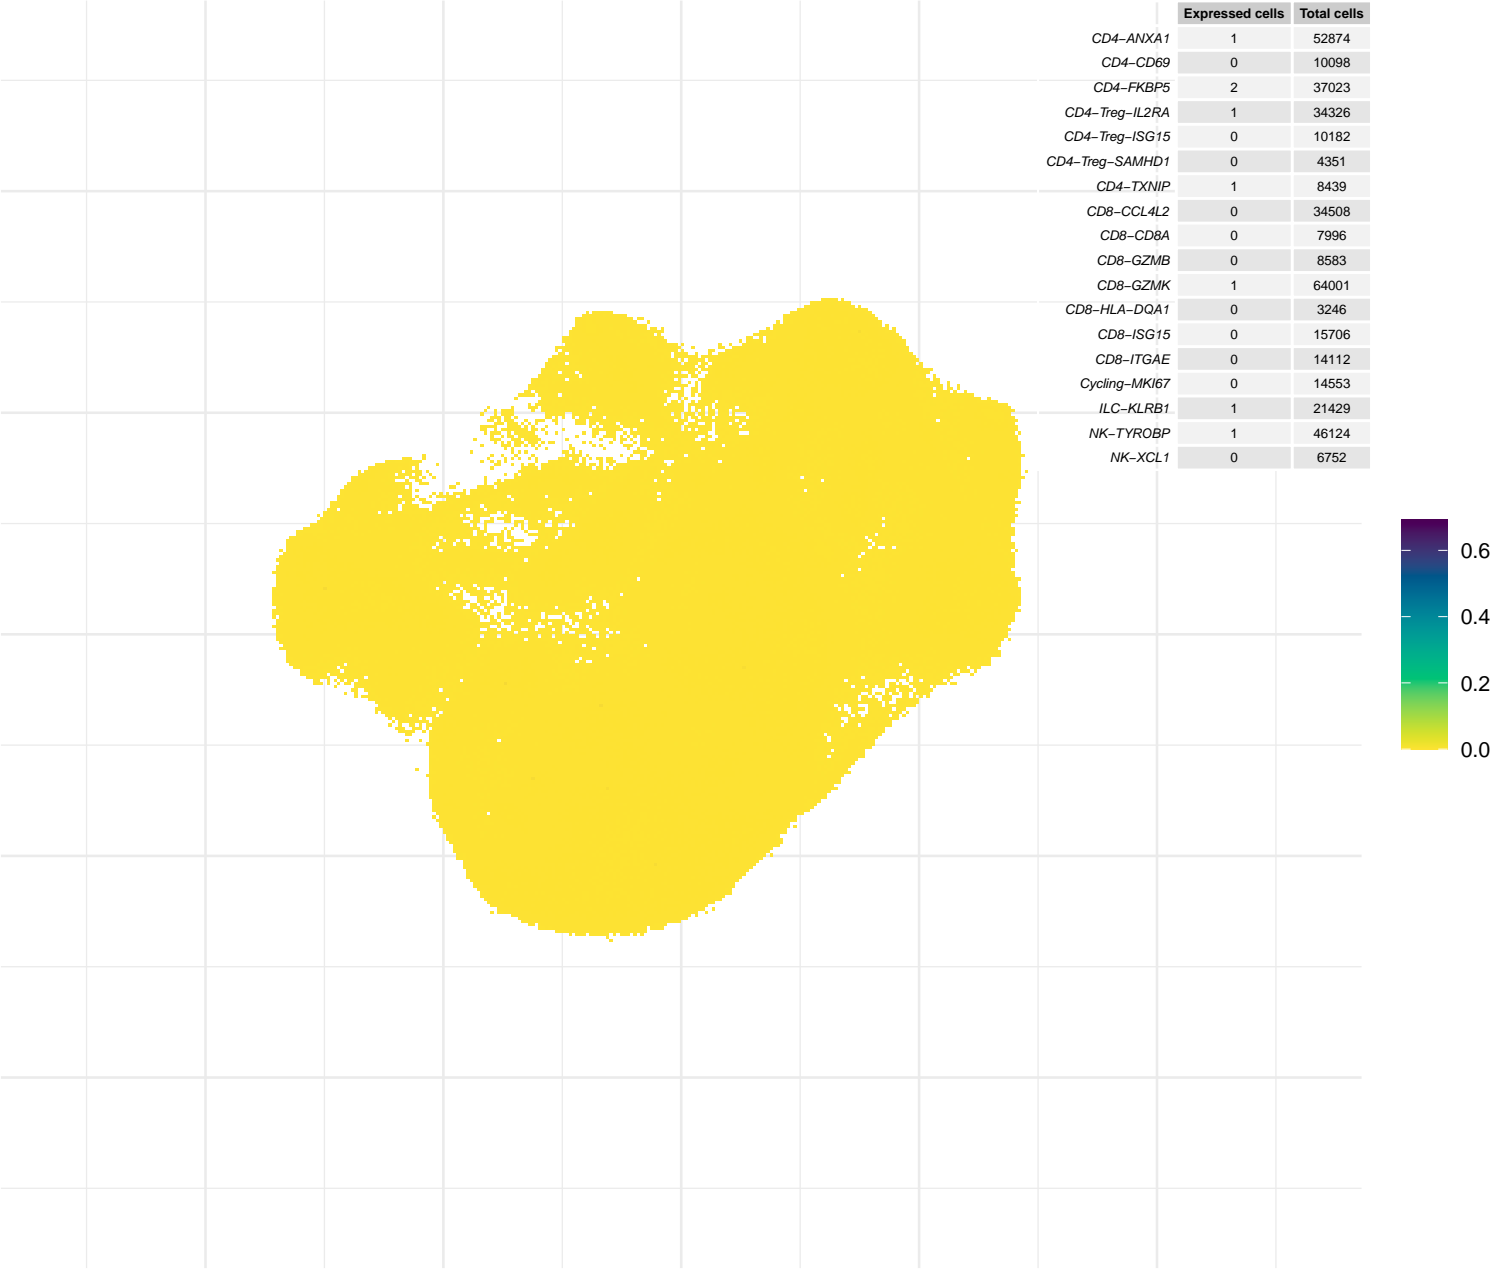 Expressed cells Total cells
CD4−ANXA1 1 52874
CD4−CD69 0 10098
CD4−FKBP5 2 37023
CD4−Treg−IL2RA 1 34326
CD4−Treg−ISG15 0 10182
CD4−Treg−SAMHD1 0 4351
CD4−TXNIP 1 8439
CD8−CCL4L2 0 34508
CD8−CD8A 0 7996
CD8−GZMB 0 8583
CD8−GZMK 1 64001
CD8−HLA−DQA1 0 3246
CD8−ISG15 0 15706
CD8−ITGAE 0 14112
Cycling−MKI67 0 14553
ILC−KLRB1 1 21429
NK−TYROBP 1 46124
NK−XCL1 0 6752
0.6
0.4
0.2
0.0